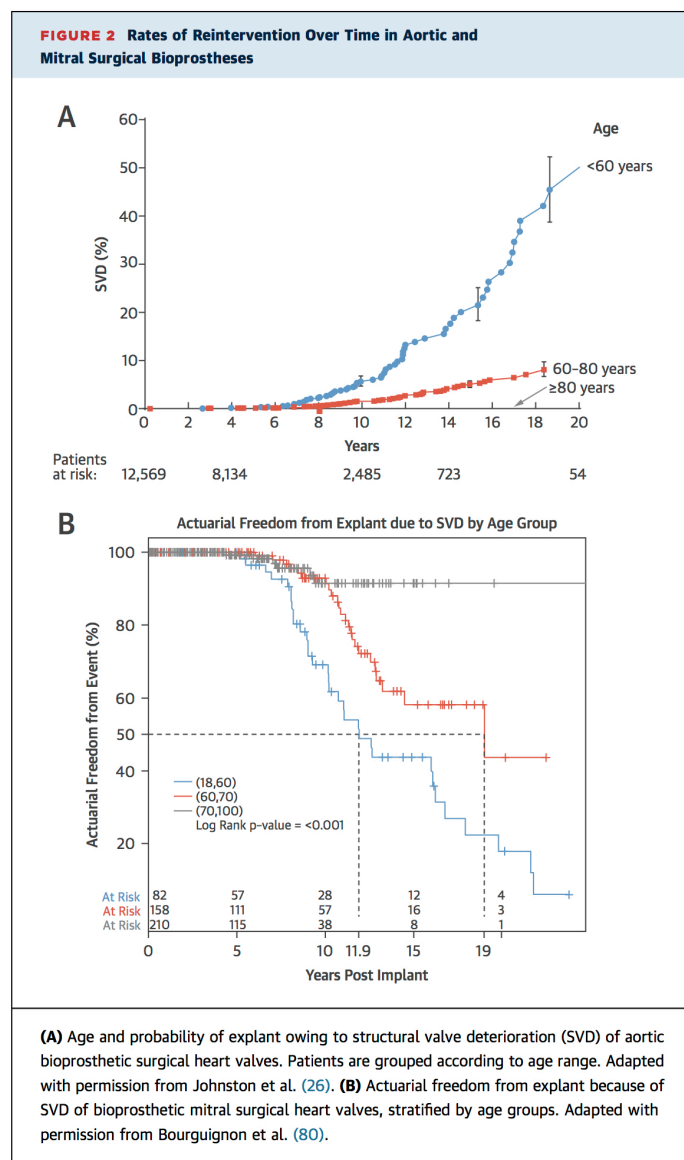 FIGURE 2 Rates of Reintervention Over Time in Aortic and
Mitral Surgical Bioprostheses
A
60
50
40
30
20
10
0
SVD (%)
Age
<60 years
60–80 years
≥80 years
0 2 4 6 8 10 12 14 16 18 20
Years
Patients
at risk: 12,569 8,134 2,485 723 54
B
Actuarial Freedom from Explant due to SVD by Age Group
100
80
60
50
40
20
Actuarial Freedom from Event (%)
(18,60)
(60,70)
(70,100)
Log Rank p-value = <0.001
At Risk 82 57 28 12 4
At Risk 158 111 57 16 3
At Risk 210 115 38 8 1
0 5 10 11.9 15 19
Years Post Implant
(A) Age and probability of explant owing to structural valve deterioration (SVD) of aortic
bioprosthetic surgical heart valves. Patients are grouped according to age range. Adapted
with permission from Johnston et al. (26). (B) Actuarial freedom from explant because of
SVD of bioprosthetic mitral surgical heart valves, stratified by age groups. Adapted with
permission from Bourguignon et al. (80).